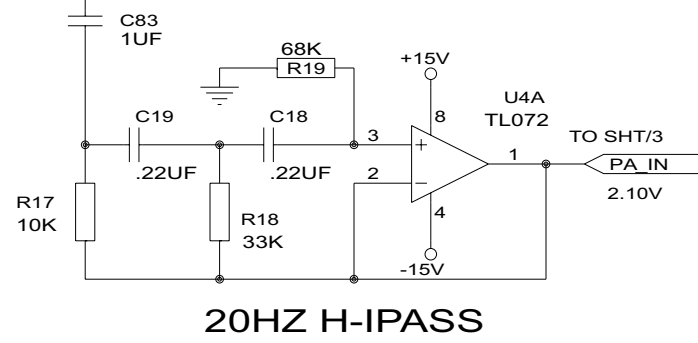 C83
1UF
68K
R19
+15V
U4A
TL072
8
C19
C18
TO SHT/3
3
+
1
PA_IN
.22UF
.22UF
2
−
2.10V
R17
10K
R18
33K
4
-15V
20HZ H-IPASS